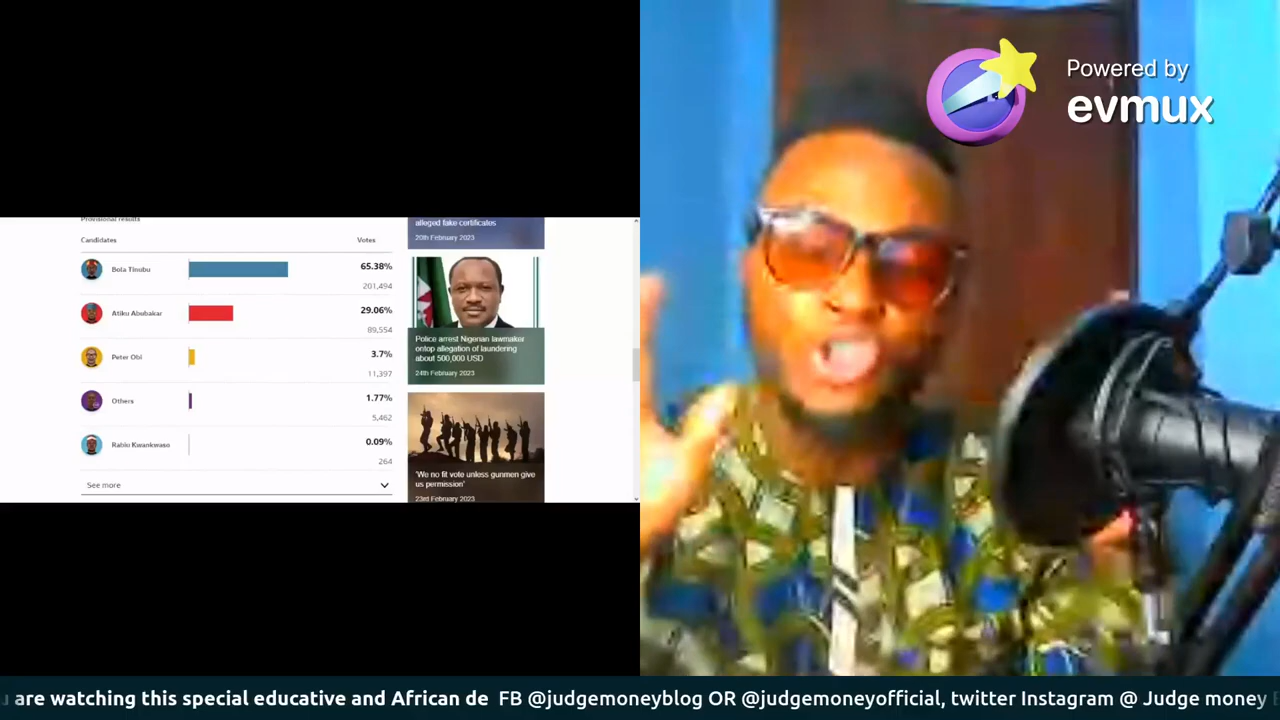 Provisional results
Candidates Votes
Bola Tinubu 65.38%
201,494
Atiku Abubakar 29.06%
89,554
Peter Obi 3.7%
11,397
Others 1.77%
5,462
Rabiu Kwankwaso 0.09%
264
See more
alleged fake certificates
20th February 2023
Police arrest Nigerian lawmaker
ontop allegation of laundering
about 500,000 USD
24th February 2023
'We no fit vote unless gunmen give
us permission'
23rd February 2023
Powered by
evmux
are watching this special educative and African de FB @judgemoneyblog OR @judgemoneyofficial, twitter Instagram @ Judge money